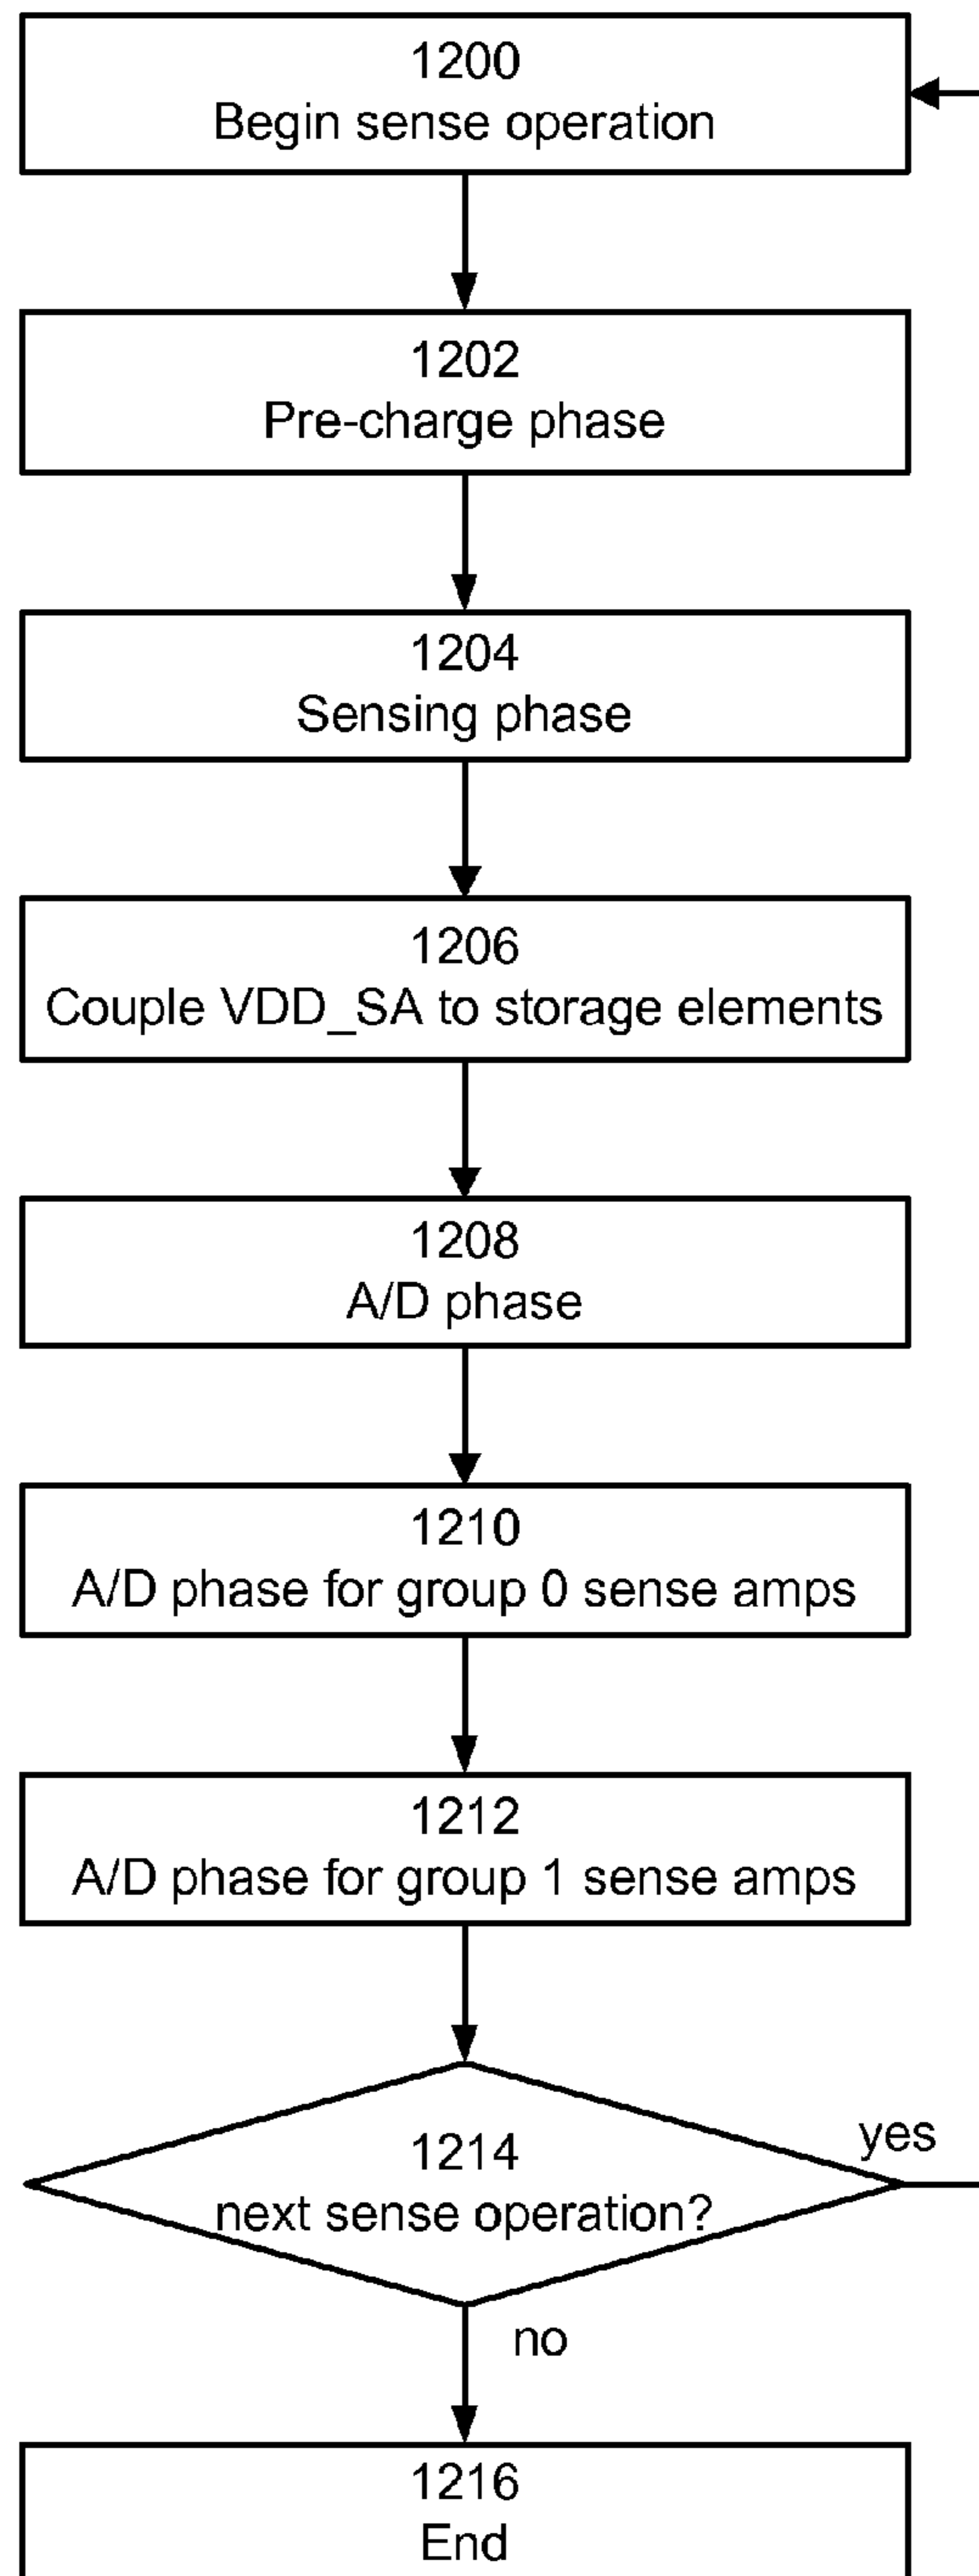 1200
Begin sense operation
1202
Pre-charge phase
1204
Sensing phase
1206
Couple VDD_SA to storage elements
1208
A/D phase
1210
A/D phase for group 0 sense amps
1212
A/D phase for group 1 sense amps
1214
yes
next sense operation?
no
1216
End